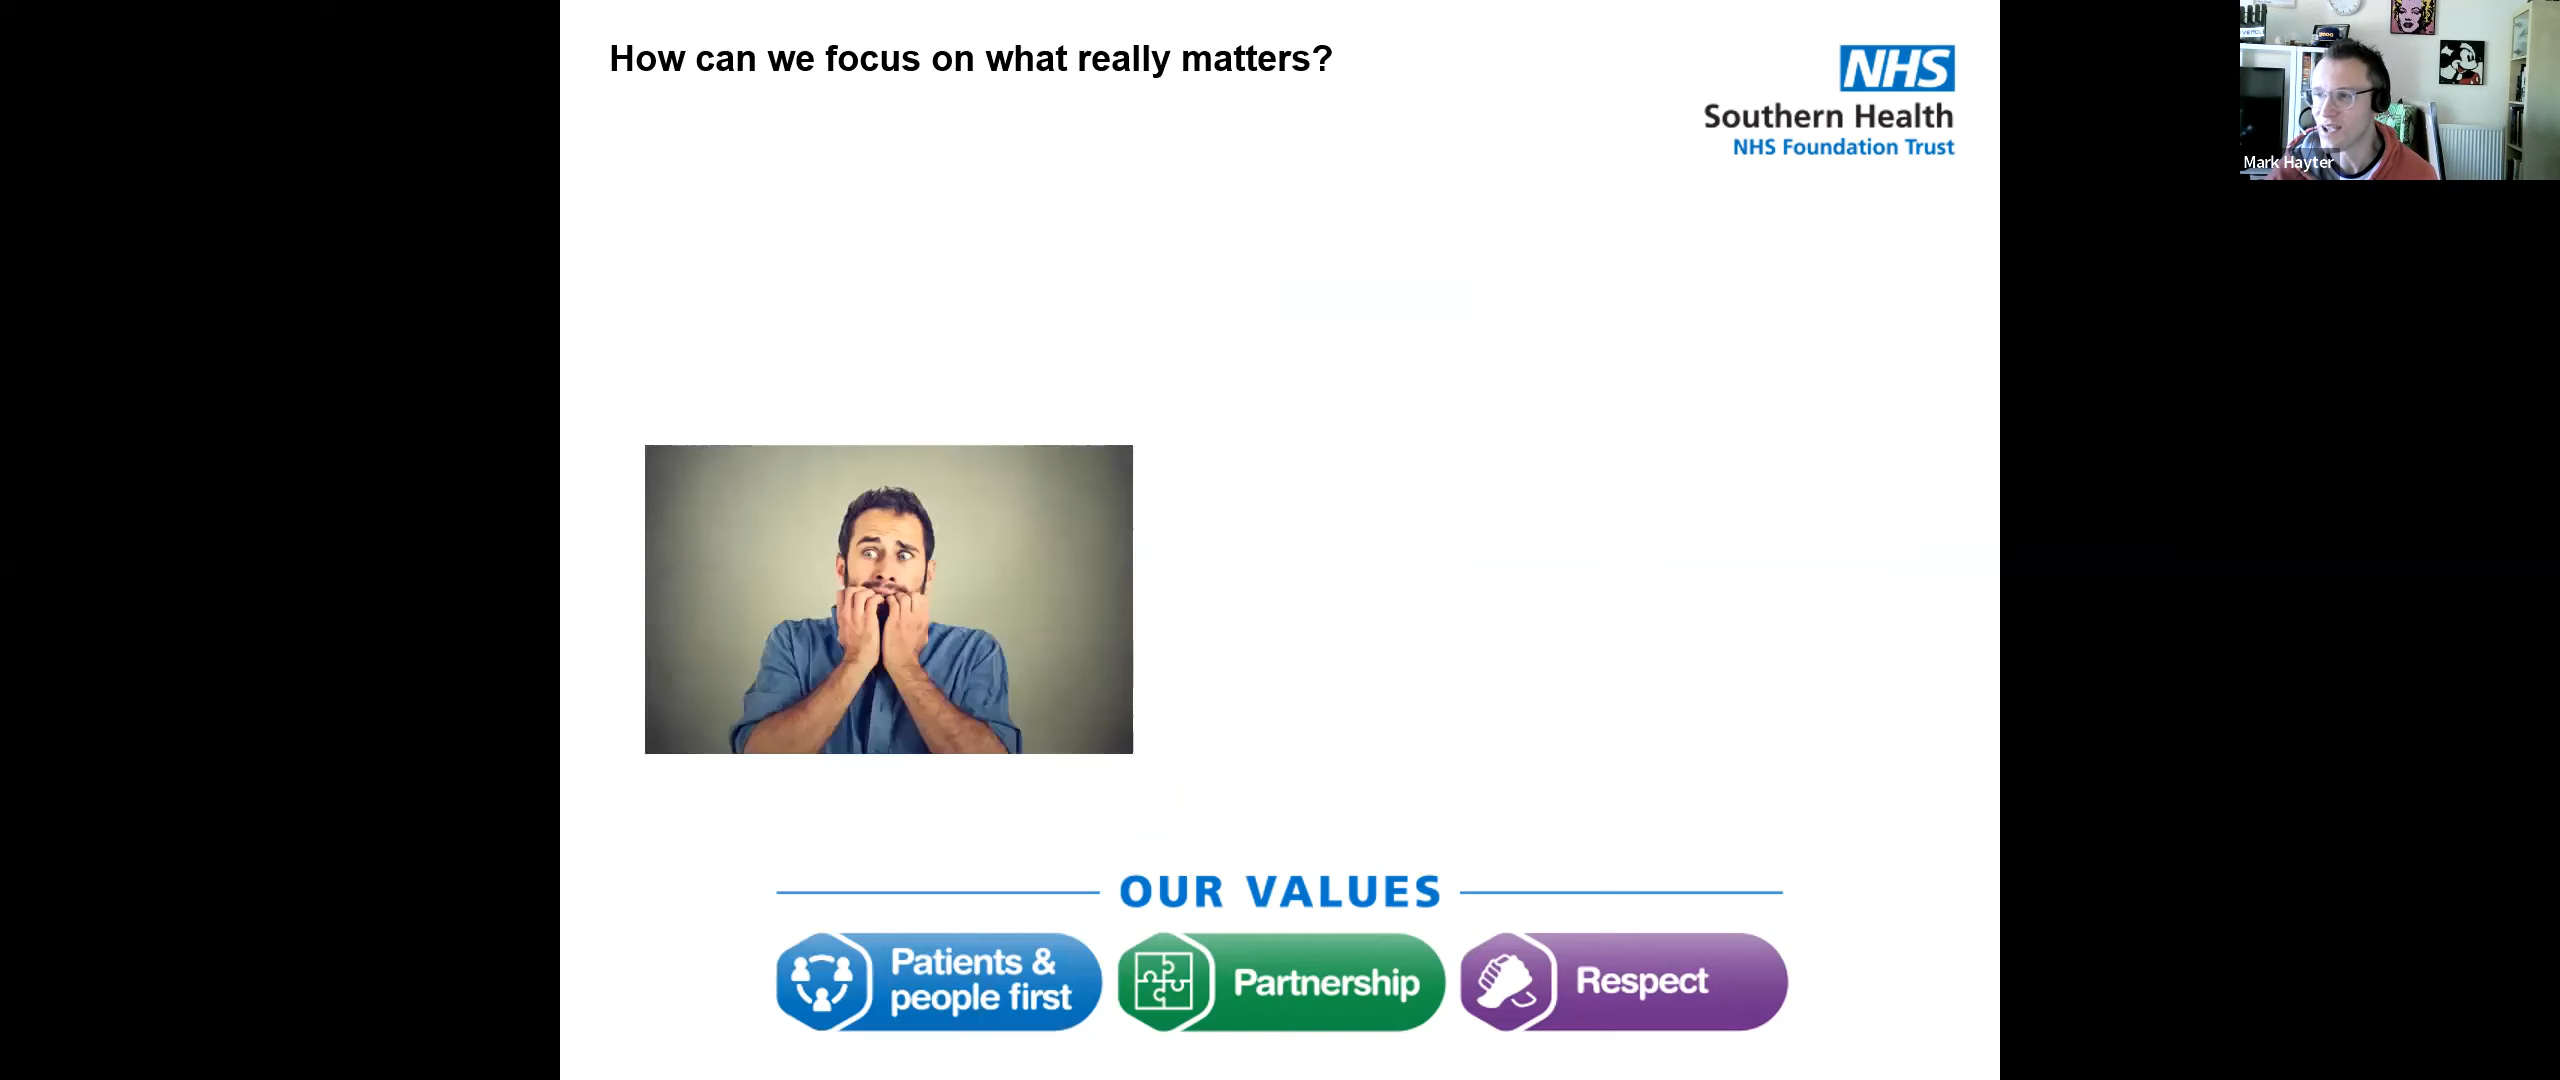 How can we focus on what really matters?
NHS
Southern Health
NHS Foundation Trust
Mark Hayter
OUR VALUES
Patients &
people first
Partnership
Respect